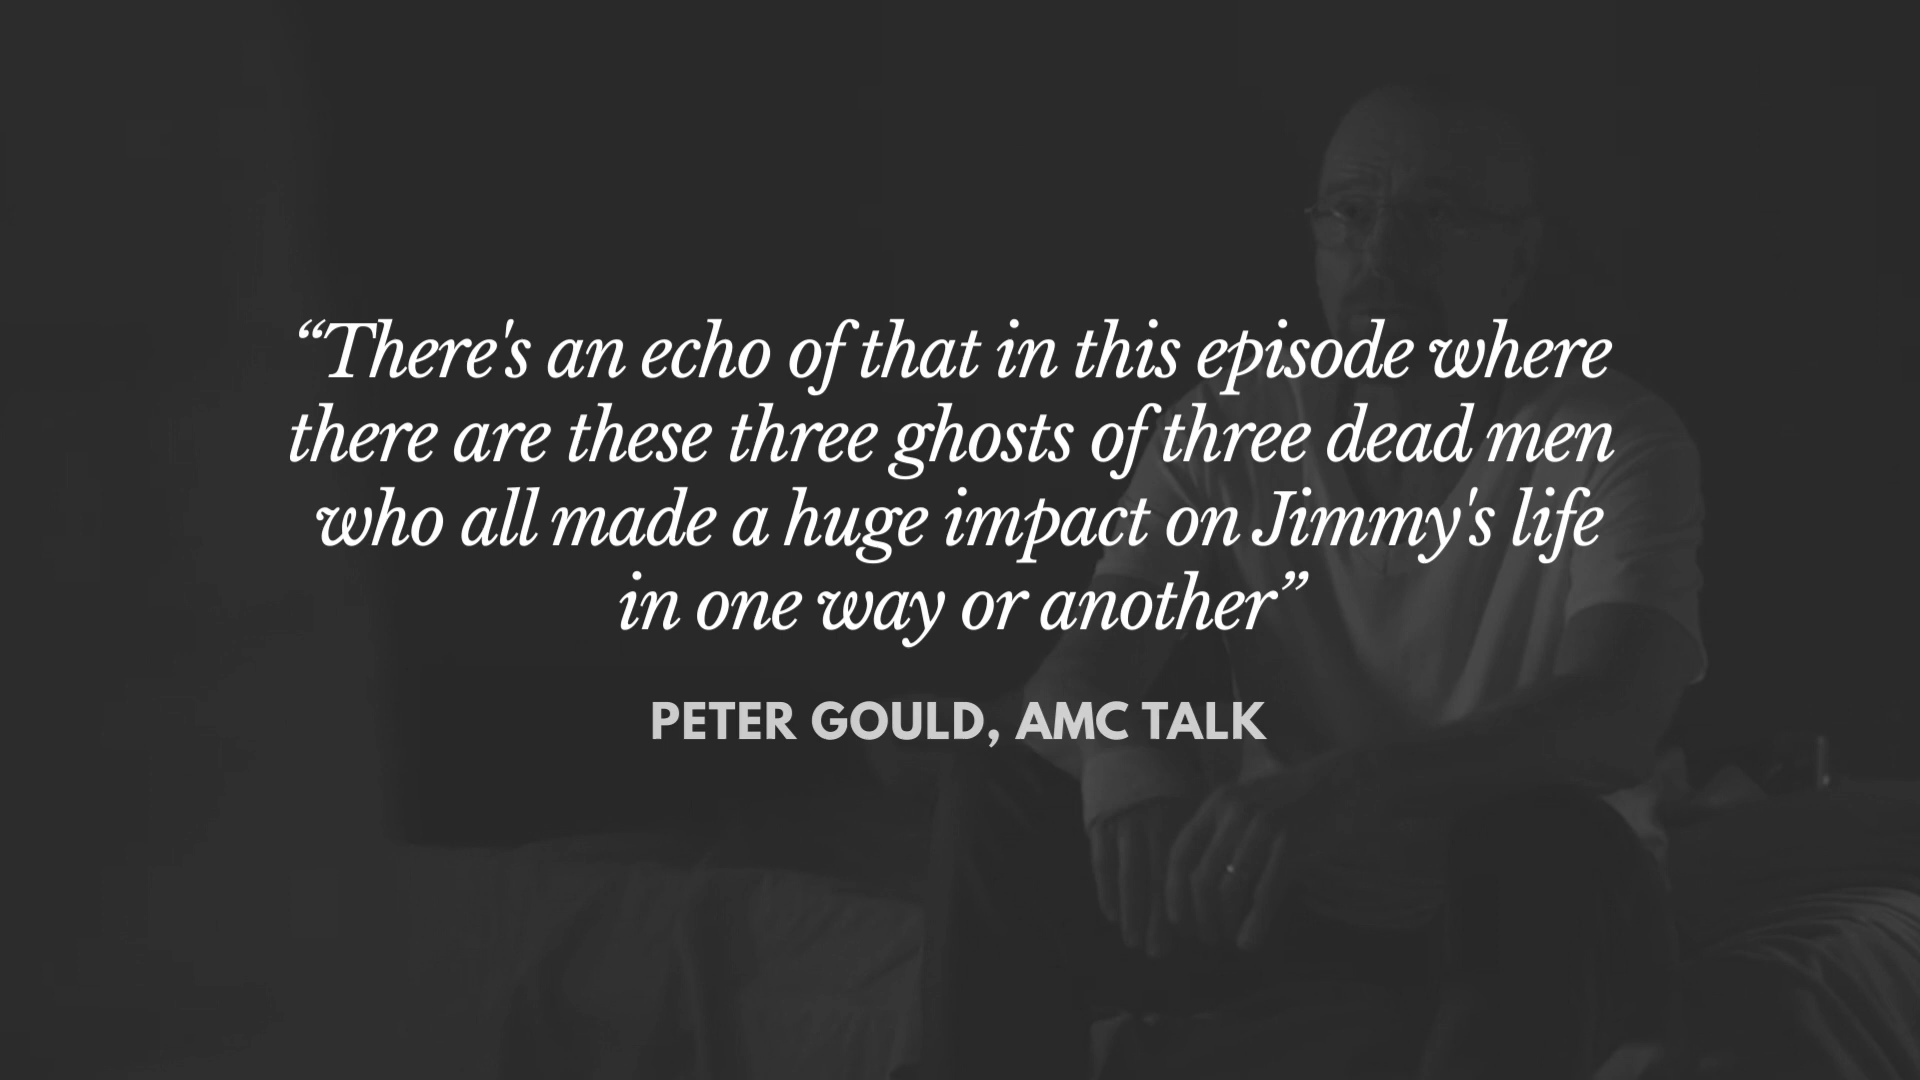 “There's an echo of that in this episode where
there are these three ghosts of three dead men
who all made a huge impact on Jimmy's life
in one way or another”
PETER GOULD, AMC TALK